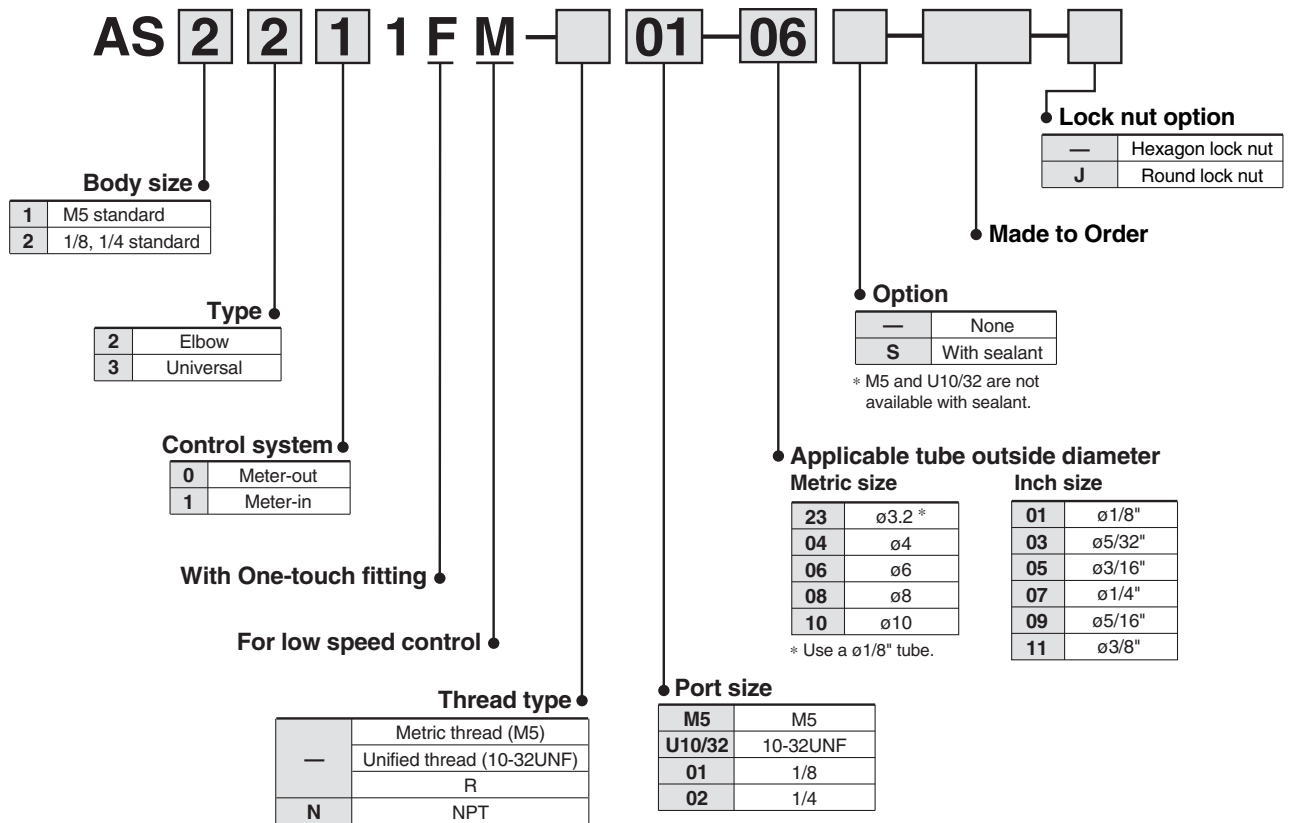 AS 2 2 1 1 F M - 01 - 06 - -
Lock nut option
— Hexagon lock nut
J Round lock nut
Body size
1 M5 standard
2 1/8, 1/4 standard
Made to Order
Type
2 Elbow
3 Universal
Option
— None
S With sealant
* M5 and U10/32 are not
available with sealant.
Control system
0 Meter-out
1 Meter-in
Applicable tube outside diameter
Metric size
23 ø3.2 *
04 ø4
06 ø6
08 ø8
10 ø10
* Use a ø1/8" tube.
Inch size
01 ø1/8"
03 ø5/32"
05 ø3/16"
07 ø1/4"
09 ø5/16"
11 ø3/8"
With One-touch fitting
For low speed control
Thread type
— Metric thread (M5)
Unified thread (10-32UNF)
R
N NPT
Port size
M5 M5
U10/32 10-32UNF
01 1/8
02 1/4